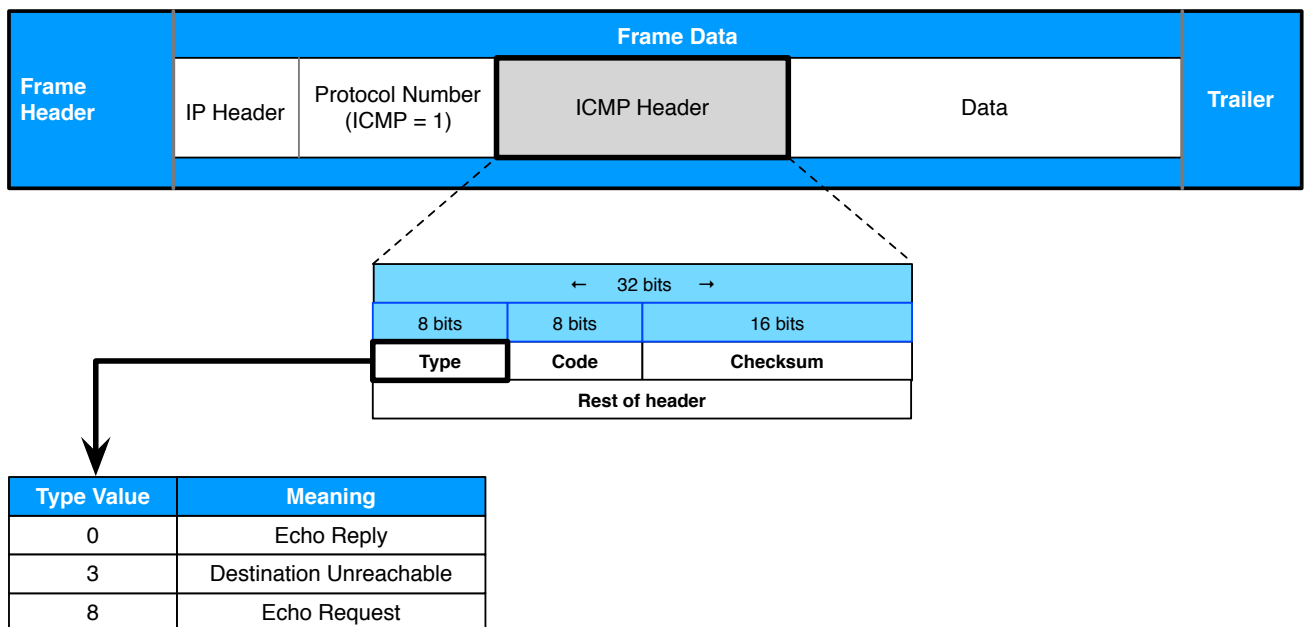 Frame Data
Frame
Header
IP Header
Protocol Number
(ICMP = 1)
ICMP Header
Data
Trailer
← 32 bits →
8 bits
8 bits
16 bits
Type
Code
Checksum
Rest of header
Type Value
Meaning
0
Echo Reply
3
Destination Unreachable
8
Echo Request